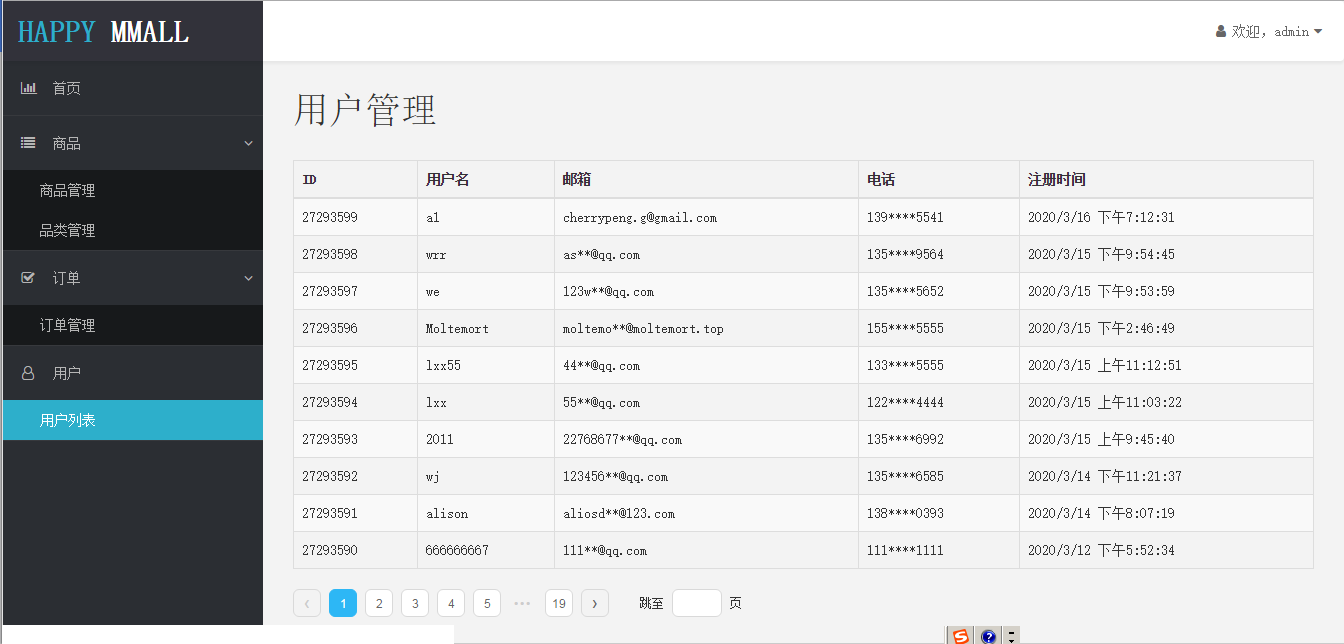 HAPPY MMALL
欢迎，admin
首页
商品
商品管理
品类管理
订单
订单管理
用户
用户列表
用户管理
ID 用户名 邮箱 电话 注册时间
27293599 a1 cherrypeng.g@gmail.com 139****5541 2020/3/16 下午7:12:31
27293598 wrr as**@qq.com 135****9564 2020/3/15 下午9:54:45
27293597 we 123w**@qq.com 135****5652 2020/3/15 下午9:53:59
27293596 Moltemort moltemo**@moltemort.top 155****5555 2020/3/15 下午2:46:49
27293595 lxx55 44**@qq.com 133****5555 2020/3/15 上午11:12:51
27293594 lxx 55**@qq.com 122****4444 2020/3/15 上午11:03:22
27293593 2011 22768677**@qq.com 135****6992 2020/3/15 上午9:45:40
27293592 wj 123456**@qq.com 135****6585 2020/3/14 下午11:21:37
27293591 alison aliosd**@123.com 138****0393 2020/3/14 下午8:07:19
27293590 666666667 111**@qq.com 111****1111 2020/3/12 下午5:52:34
‹ 1 2 3 4 5 ••• 19 › 跳至 页